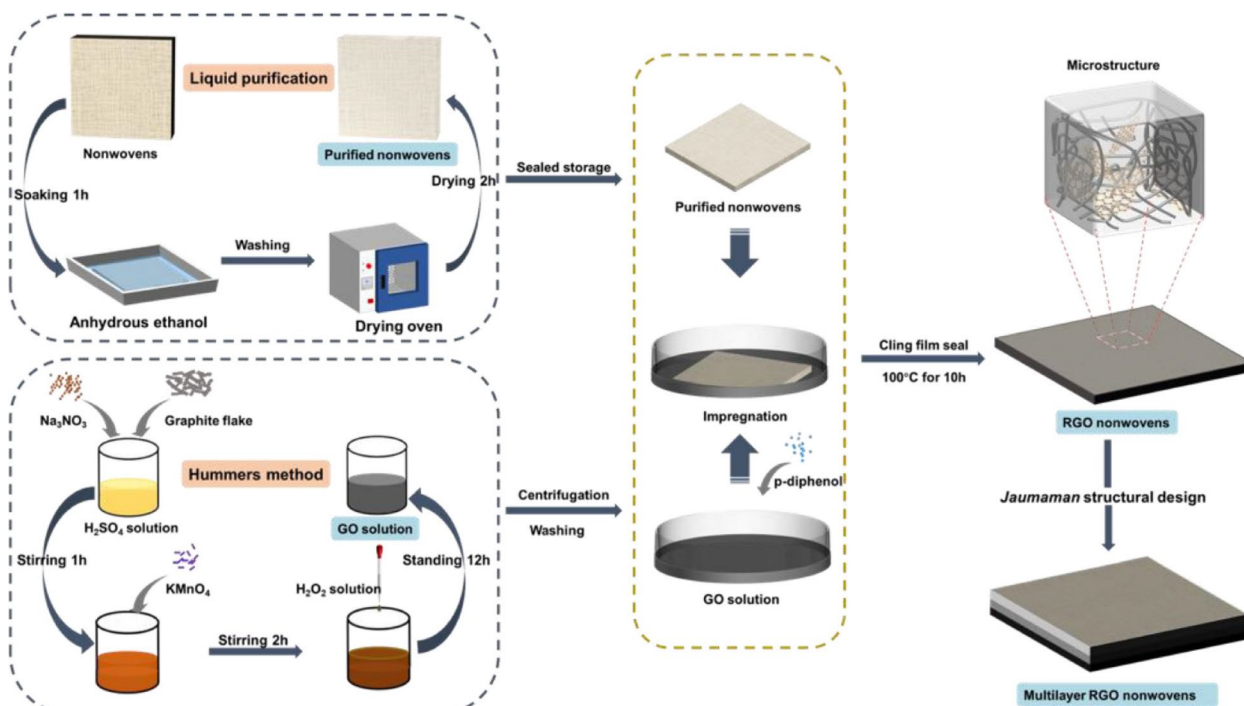 Liquid purification
Nonwovens
Purified nonwovens
Soaking 1h
Drying 2h
Washing
Anhydrous ethanol
Drying oven
Sealed storage
Na₃NO₃
Graphite flake
Hummers method
H₂SO₄ solution
GO solution
Stirring 1h
KMnO₄
H₂O₂ solution
Standing 12h
Stirring 2h
Centrifugation
Washing
Purified nonwovens
Impregnation
p-diphenol
GO solution
Cling film seal
100°C for 10h
Microstructure
RGO nonwovens
Jaumaman structural design
Multilayer RGO nonwovens